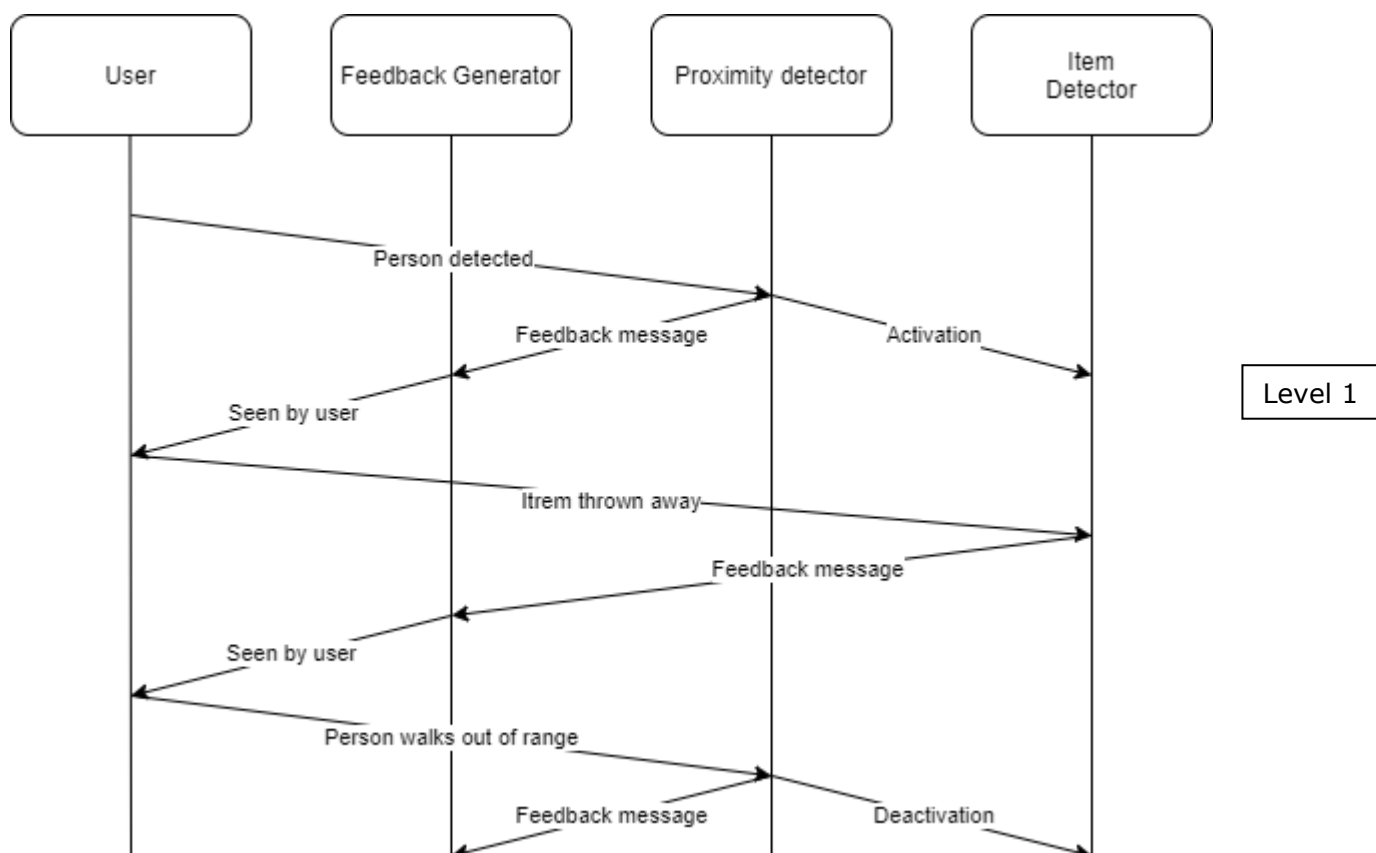 User
Feedback Generator
Proximity detector
Item
Detector
Person detected
Feedback message
Activation
Level 1
Seen by user
Itrem thrown away
Feedback message
Seen by user
Person walks out of range
Feedback message
Deactivation